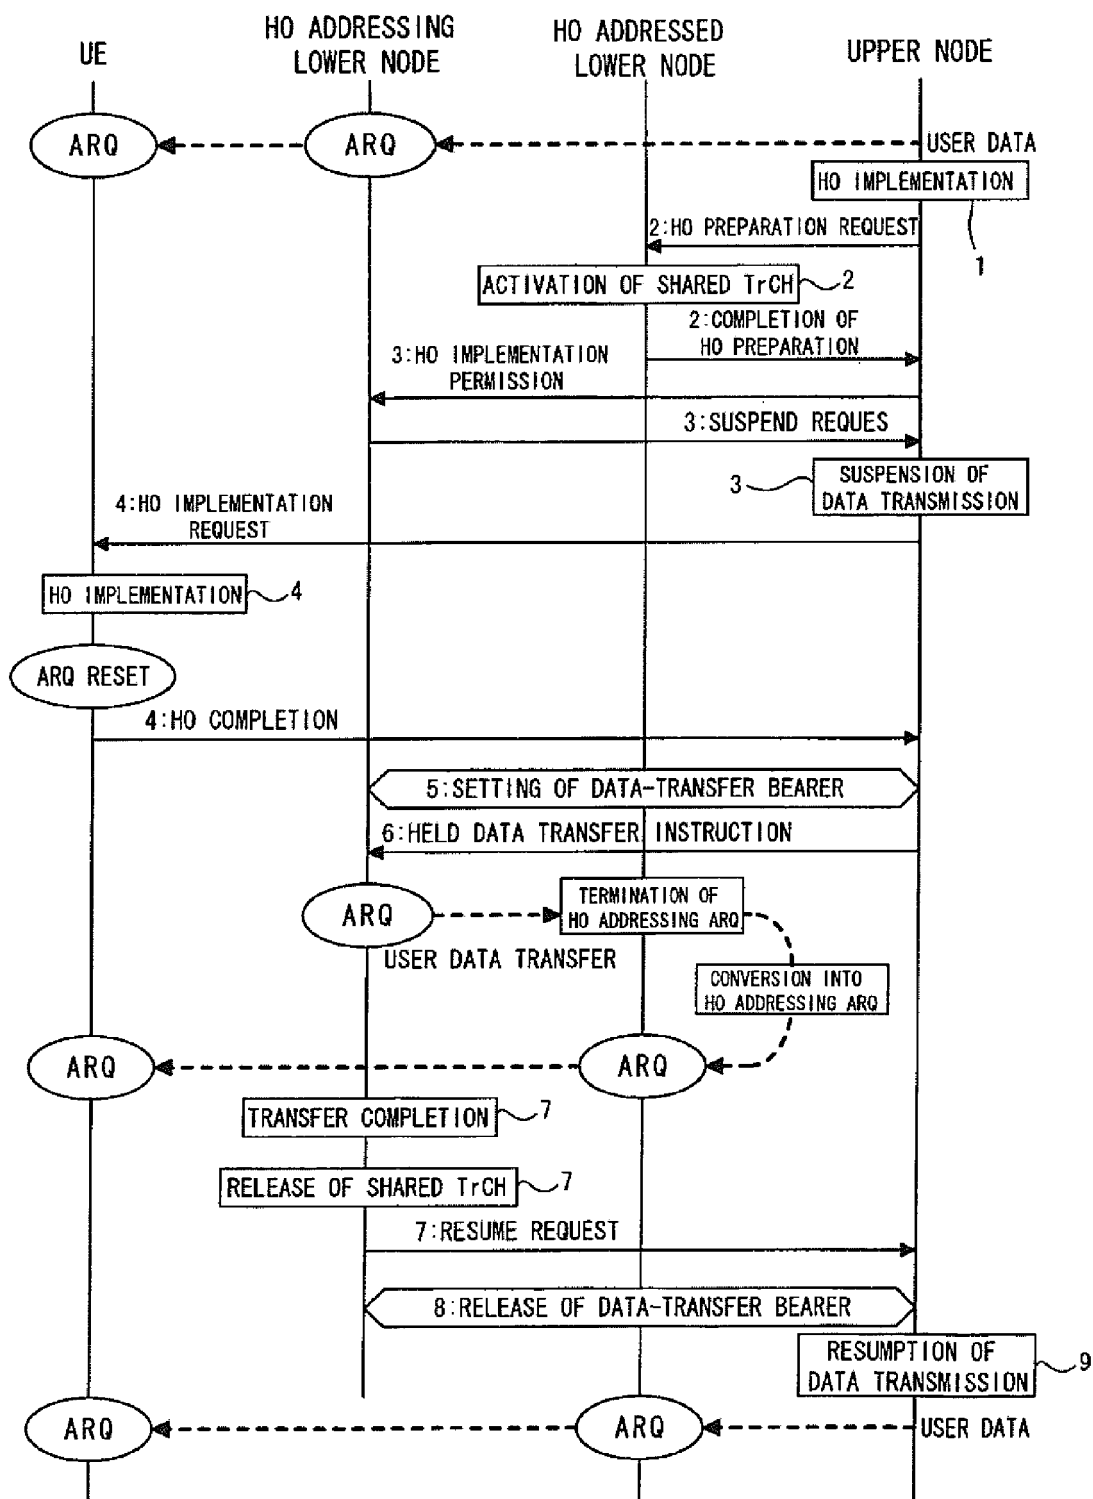 UE
HO ADDRESSING
LOWER NODE
HO ADDRESSED
LOWER NODE
UPPER NODE
ARQ
ARQ
USER DATA
HO IMPLEMENTATION
1
2:HO PREPARATION REQUEST
ACTIVATION OF SHARED TrCH
2
2:COMPLETION OF
HO PREPARATION
3:HO IMPLEMENTATION
PERMISSION
3:SUSPEND REQUES
3
SUSPENSION OF
DATA TRANSMISSION
4:HO IMPLEMENTATION
REQUEST
HO IMPLEMENTATION
4
ARQ RESET
4:HO COMPLETION
5:SETTING OF DATA-TRANSFER BEARER
6:HELD DATA TRANSFER INSTRUCTION
ARQ
TERMINATION OF
HO ADDRESSING ARQ
USER DATA TRANSFER
CONVERSION INTO
HO ADDRESSING ARQ
ARQ
ARQ
TRANSFER COMPLETION
7
RELEASE OF SHARED TrCH
7
7:RESUME REQUEST
8:RELEASE OF DATA-TRANSFER BEARER
RESUMPTION OF
DATA TRANSMISSION
9
ARQ
ARQ
USER DATA